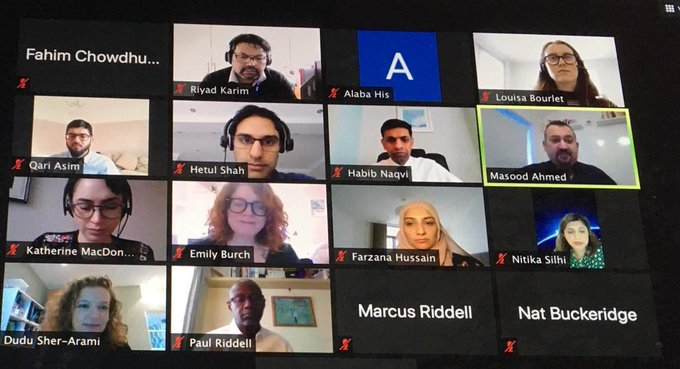 Fahim Chowdhu...
Riyad Karim
A
Alaba His
Louisa Bourlet
Qari Asim
Hetul Shah
Habib Naqvi
Masood Ahmed
Katherine MacDon...
Emily Burch
Farzana Hussain
Nitika Silhi
Dudu Sher-Arami
Paul Riddell
Marcus Riddell
Nat Buckeridge